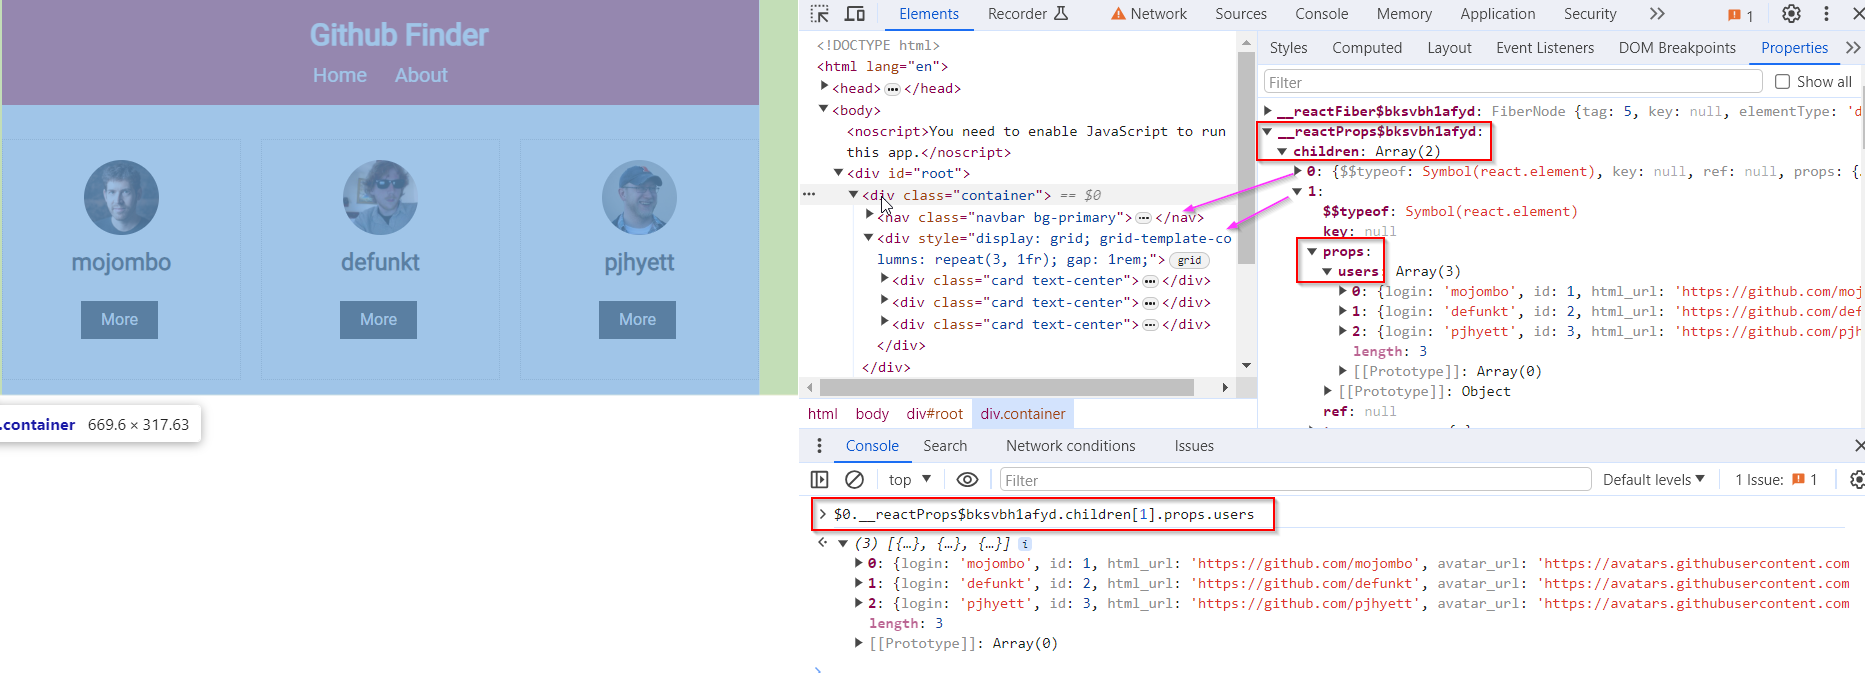 Github Finder
Home About
mojombo defunkt pjhyett
More More More
.container 669.6 × 317.63
Elements Recorder Network Sources Console Memory Application Security 1
<!DOCTYPE html>
<html lang="en">
<head> ••• </head>
<body>
<noscript>You need to enable JavaScript to run
this app.</noscript>
<div id="root">
••• <div class="container"> == $0
<nav class="navbar bg-primary"> ••• </nav>
<div style="display: grid; grid-template-co
lumns: repeat(3, 1fr); gap: 1rem;"> grid
<div class="card text-center"> ••• </div>
<div class="card text-center"> ••• </div>
<div class="card text-center"> ••• </div>
</div>
</div>
html body div#root div.container
Styles Computed Layout Event Listeners DOM Breakpoints Properties
Filter Show all
__reactFiber$bksvbh1afyd: FiberNode {tag: 5, key: null, elementType: 'd
__reactProps$bksvbh1afyd:
children: Array(2)
0: {$$typeof: Symbol(react.element), key: null, ref: null, props: {
1:
$$typeof: Symbol(react.element)
key: null
props:
users: Array(3)
0: {login: 'mojombo', id: 1, html_url: 'https://github.com/moj
1: {login: 'defunkt', id: 2, html_url: 'https://github.com/def
2: {login: 'pjhyett', id: 3, html_url: 'https://github.com/pjh
length: 3
[[Prototype]]: Array(0)
[[Prototype]]: Object
ref: null
Console Search Network conditions Issues
top Filter Default levels 1 Issue: 1
> $0.__reactProps$bksvbh1afyd.children[1].props.users
(3) [{…}, {…}, {…}] i
0: {login: 'mojombo', id: 1, html_url: 'https://github.com/mojombo', avatar_url: 'https://avatars.githubusercontent.com
1: {login: 'defunkt', id: 2, html_url: 'https://github.com/defunkt', avatar_url: 'https://avatars.githubusercontent.com
2: {login: 'pjhyett', id: 3, html_url: 'https://github.com/pjhyett', avatar_url: 'https://avatars.githubusercontent.com
length: 3
[[Prototype]]: Array(0)